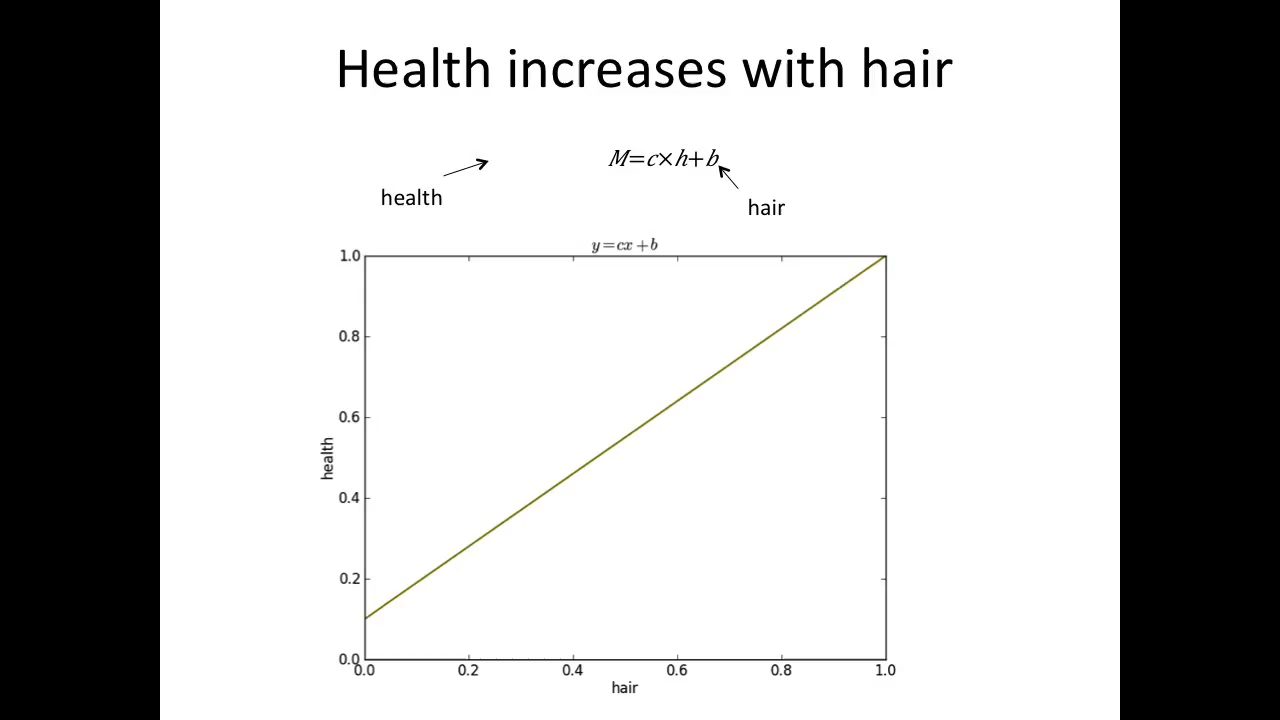 Health increases with hair
M=c×h+b
health
hair
y=cx+b
1.0
0.8
0.6
0.4
0.2
0.0
health
0.0 0.2 0.4 0.6 0.8 1.0
hair